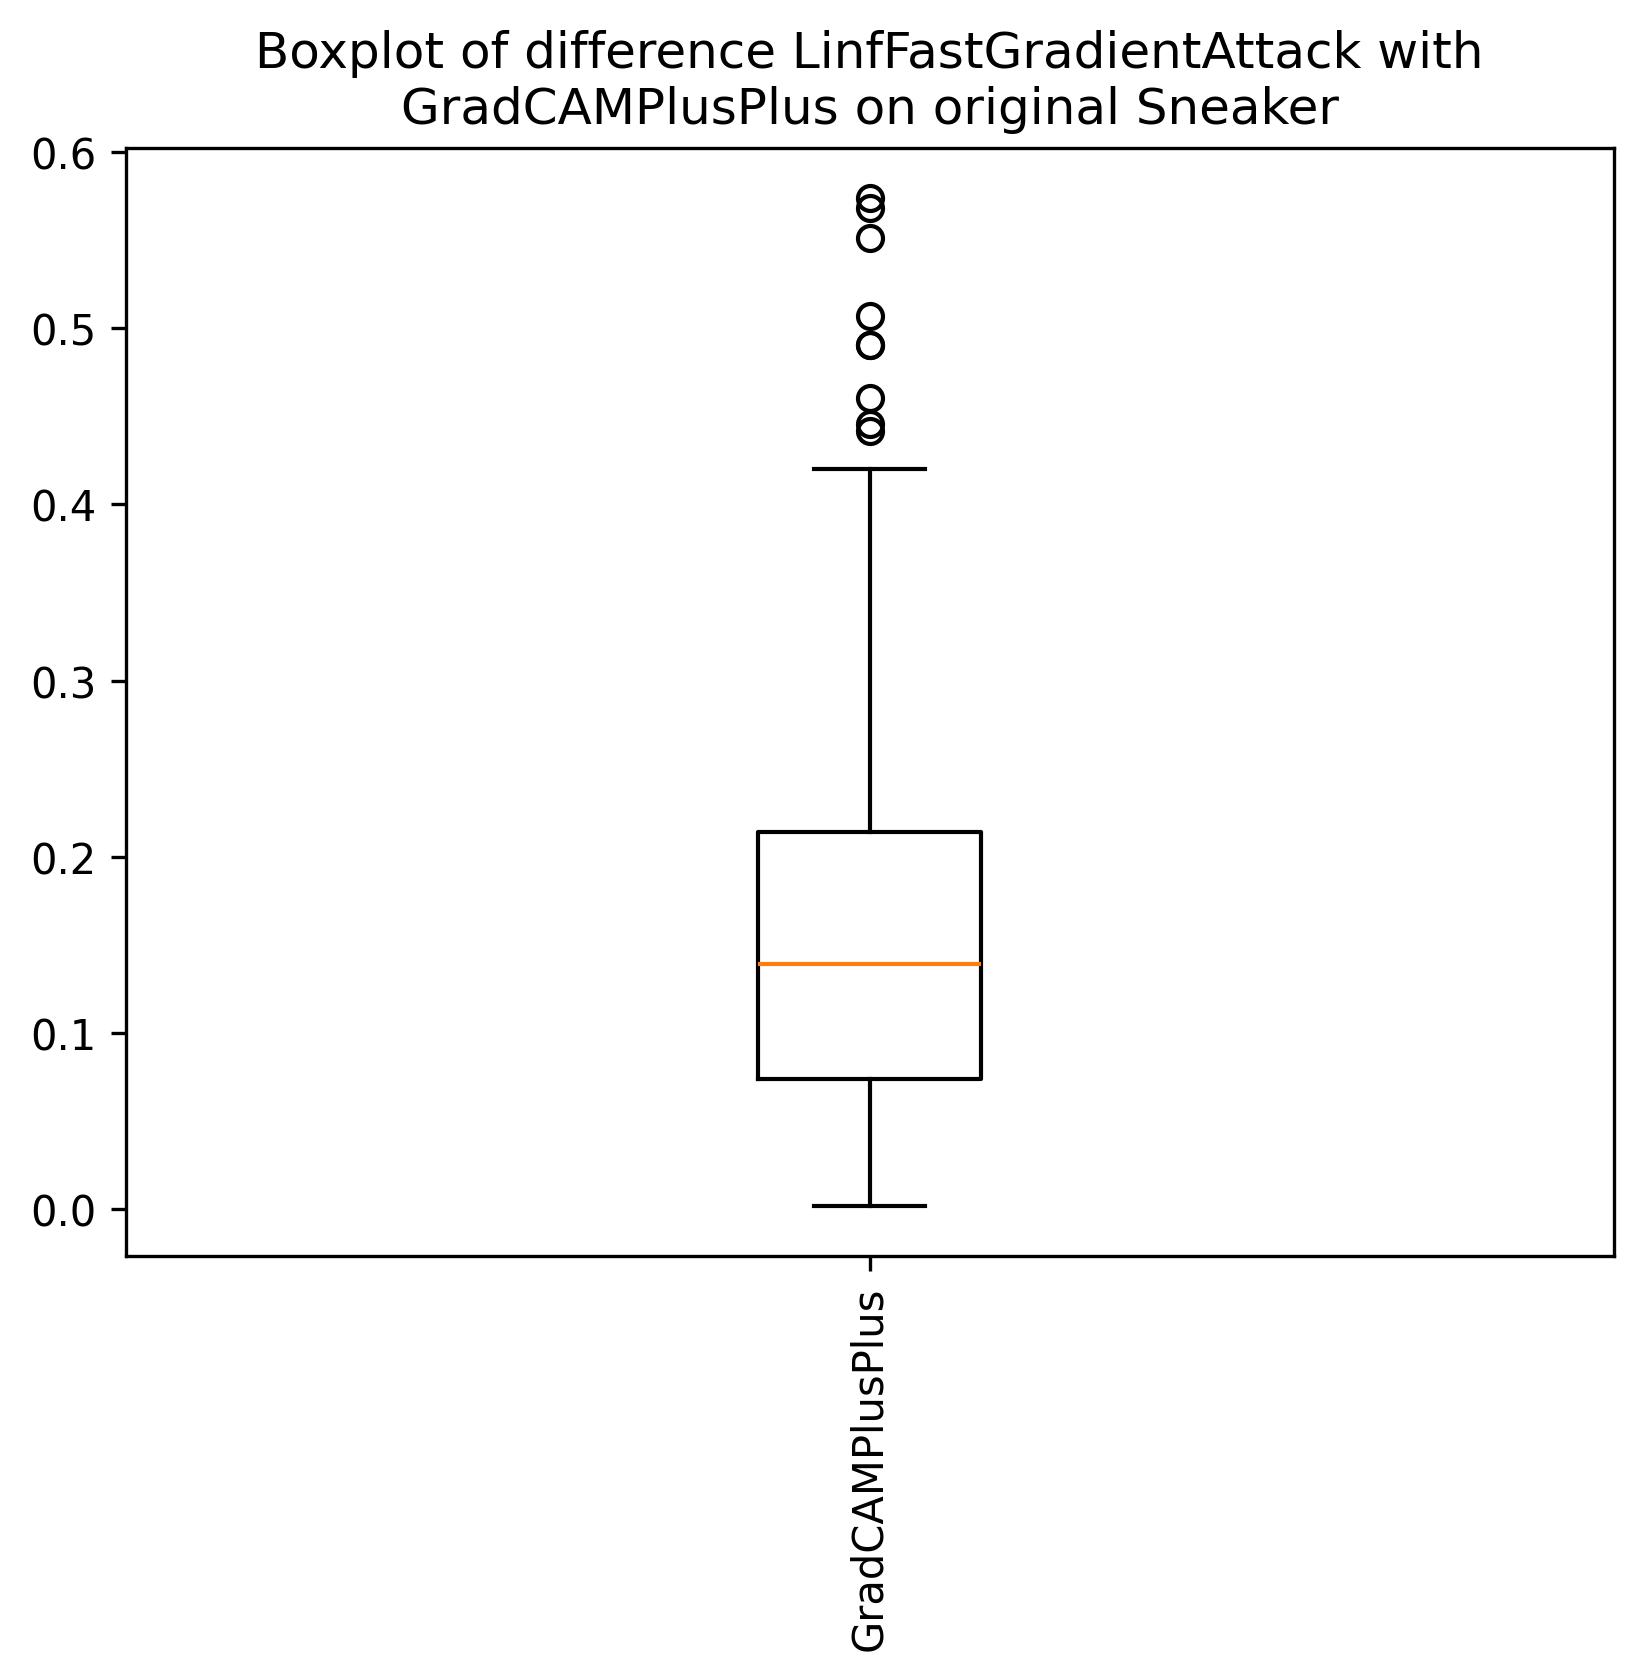 Boxplot of difference LinfFastGradientAttack with
GradCAMPlusPlus on original Sneaker
0.6
0.5
0.4
0.3
0.2
0.1
0.0
GradCAMPlusPlus